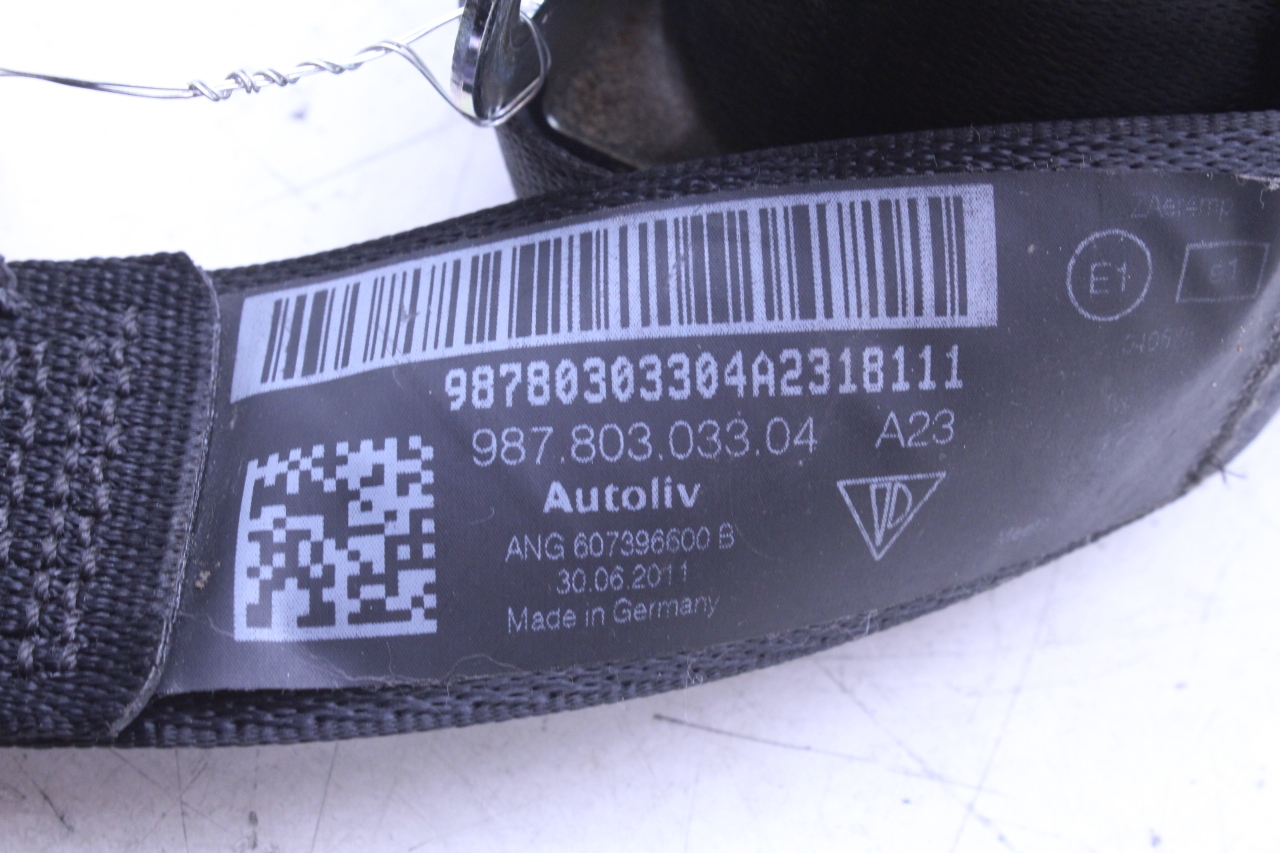 98780303304A2318111
987.803.033.04 A23
Autoliv
ANG 607396600 B
30.06.2011
Made in Germany
E1
e1